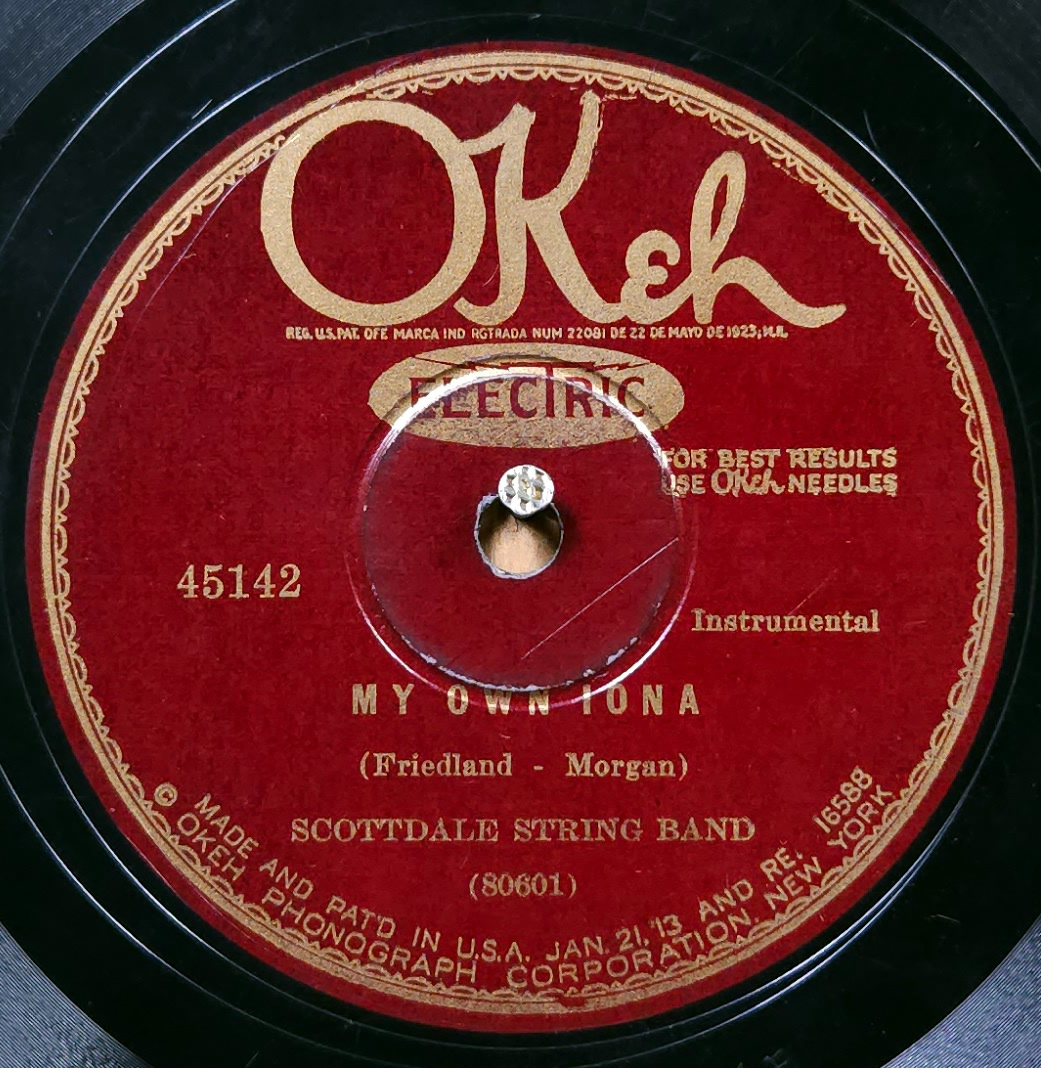 OKeh
REG. U.S. PAT. OFF. MARCA IND RGTRADA NUM 22081 DE 22 DE MAYO DE 1923; M.R.
ELECTRIC
FOR BEST RESULTS
USE OKeh NEEDLES
45142
Instrumental
MY OWN IONA
(Friedland - Morgan)
SCOTTDALE STRING BAND
(80601)
MADE AND PAT'D IN U.S.A. JAN. 21, '13 AND RE. 16588
© OKEH PHONOGRAPH CORPORATION, NEW YORK